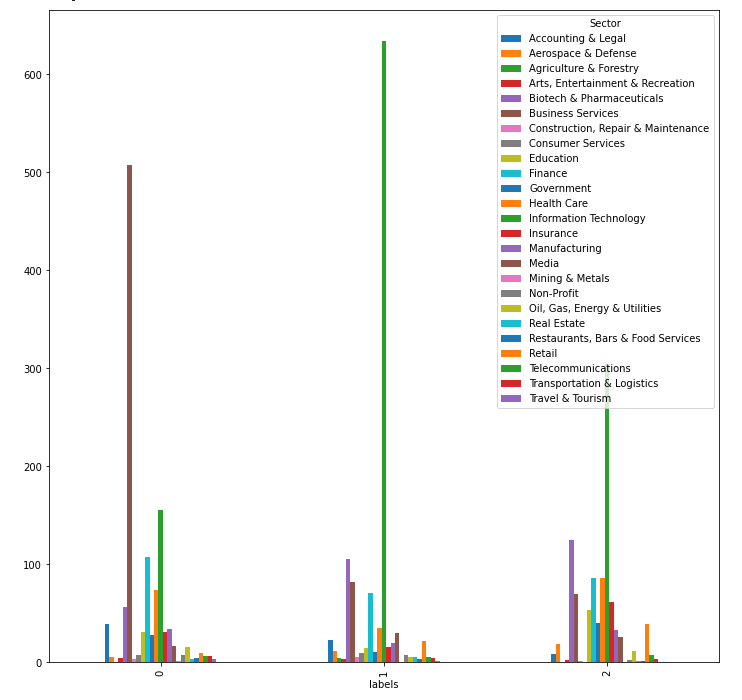 Sector
Accounting & Legal
Aerospace & Defense
Agriculture & Forestry
Arts, Entertainment & Recreation
Biotech & Pharmaceuticals
Business Services
Construction, Repair & Maintenance
Consumer Services
Education
Finance
Government
Health Care
Information Technology
Insurance
Manufacturing
Media
Mining & Metals
Non-Profit
Oil, Gas, Energy & Utilities
Real Estate
Restaurants, Bars & Food Services
Retail
Telecommunications
Transportation & Logistics
Travel & Tourism
600
500
400
300
200
100
0
0
1
2
labels